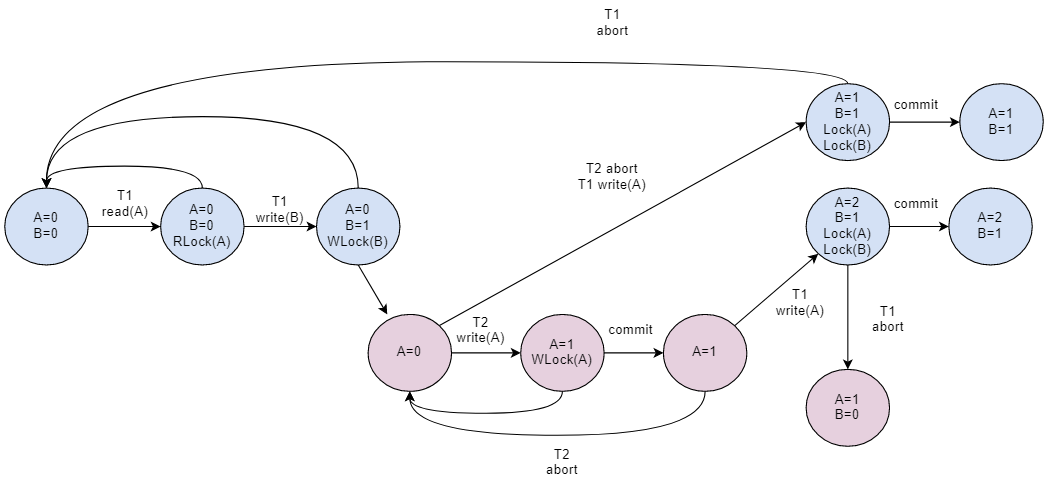 T1
abort
A=1
B=1
Lock(A)
Lock(B)
commit
A=1
B=1
T2 abort
T1 write(A)
A=0
B=0
T1
read(A)
A=0
B=0
RLock(A)
T1
write(B)
A=0
B=1
WLock(B)
A=2
B=1
Lock(A)
Lock(B)
commit
A=2
B=1
A=0
T2
write(A)
A=1
WLock(A)
commit
A=1
T1
write(A)
T1
abort
A=1
B=0
T2
abort